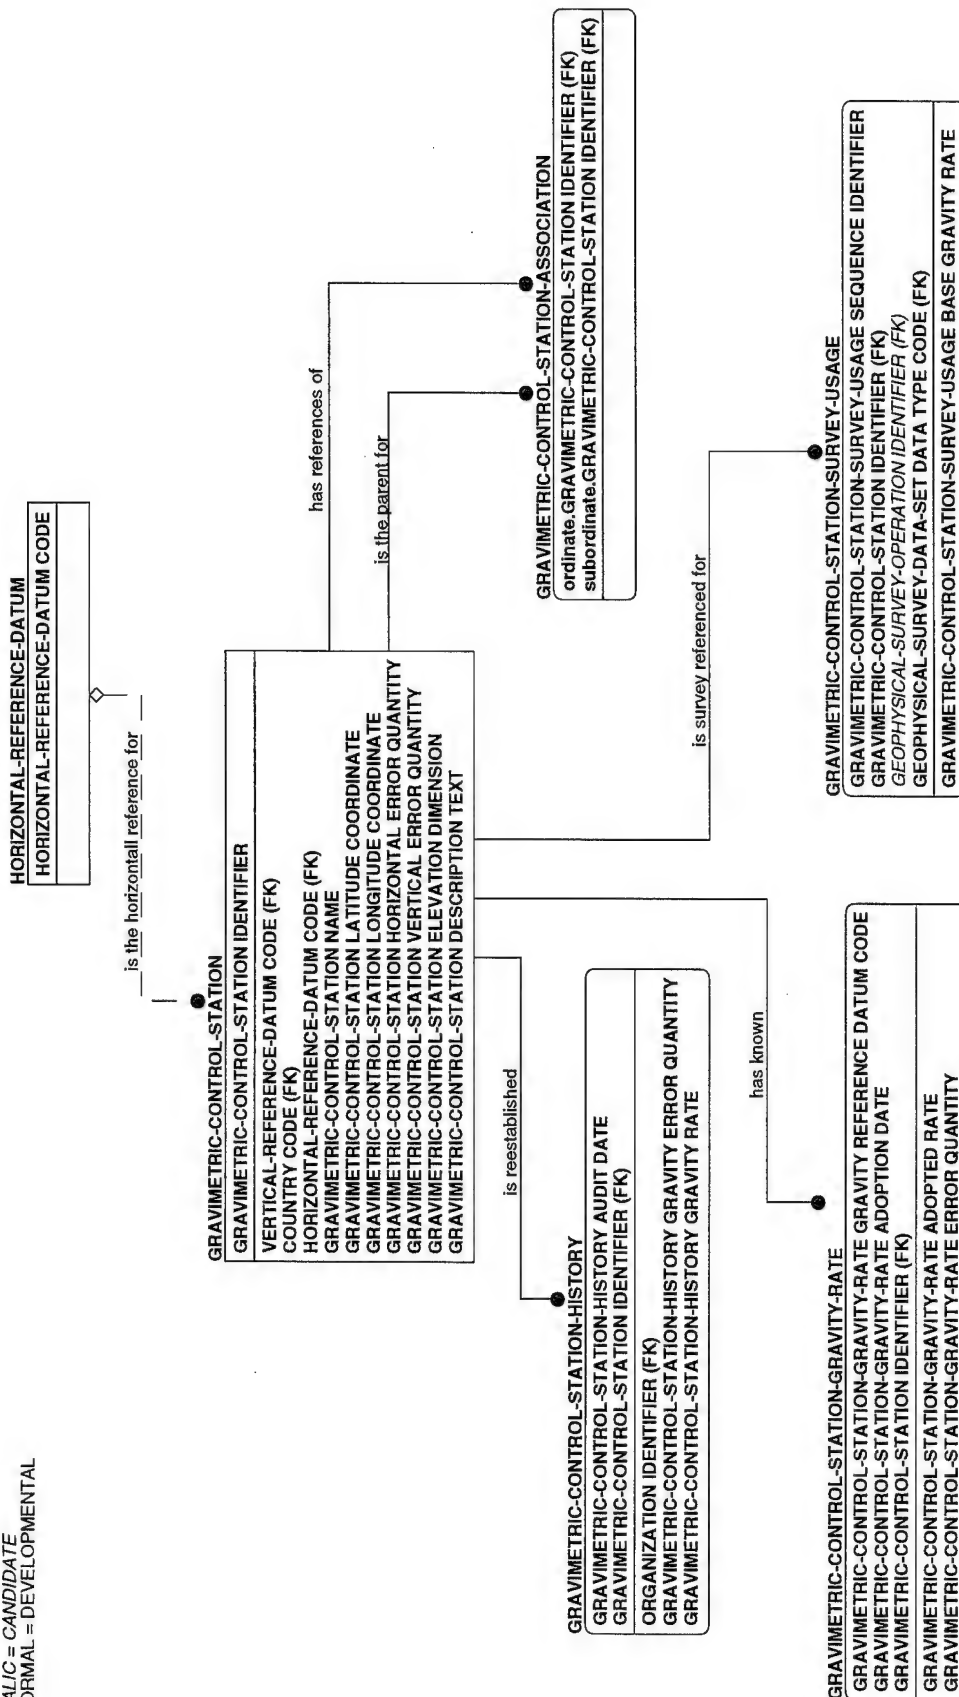 ALIC = CANDIDATE
ORMAL = DEVELOPMENTAL
HORIZONTAL-REFERENCE-DATUM
HORIZONTAL-REFERENCE-DATUM CODE
is the horizontall reference for
GRAVIMETRIC-CONTROL-STATION
GRAVIMETRIC-CONTROL-STATION IDENTIFIER
VERTICAL-REFERENCE-DATUM CODE (FK)
COUNTRY CODE (FK)
HORIZONTAL-REFERENCE-DATUM CODE (FK)
GRAVIMETRIC-CONTROL-STATION NAME
GRAVIMETRIC-CONTROL-STATION LATITUDE COORDINATE
GRAVIMETRIC-CONTROL-STATION LONGITUDE COORDINATE
GRAVIMETRIC-CONTROL-STATION HORIZONTAL ERROR QUANTITY
GRAVIMETRIC-CONTROL-STATION VERTICAL ERROR QUANTITY
GRAVIMETRIC-CONTROL-STATION ELEVATION DIMENSION
GRAVIMETRIC-CONTROL-STATION DESCRIPTION TEXT
has references of
is the parent for
GRAVIMETRIC-CONTROL-STATION-ASSOCIATION
ordinate.GRAVIMETRIC-CONTROL-STATION IDENTIFIER (FK)
subordinate.GRAVIMETRIC-CONTROL-STATION IDENTIFIER (FK)
is reestablished
GRAVIMETRIC-CONTROL-STATION-HISTORY
GRAVIMETRIC-CONTROL-STATION-HISTORY AUDIT DATE
GRAVIMETRIC-CONTROL-STATION IDENTIFIER (FK)
ORGANIZATION IDENTIFIER (FK)
GRAVIMETRIC-CONTROL-STATION-HISTORY GRAVITY ERROR QUANTITY
GRAVIMETRIC-CONTROL-STATION-HISTORY GRAVITY RATE
is survey referenced for
has known
GRAVIMETRIC-CONTROL-STATION-GRAVITY-RATE
GRAVIMETRIC-CONTROL-STATION-GRAVITY-RATE GRAVITY REFERENCE DATUM CODE
GRAVIMETRIC-CONTROL-STATION-GRAVITY-RATE ADOPTION DATE
GRAVIMETRIC-CONTROL-STATION IDENTIFIER (FK)
GRAVIMETRIC-CONTROL-STATION-GRAVITY-RATE ADOPTED RATE
GRAVIMETRIC-CONTROL-STATION-GRAVITY-RATE ERROR QUANTITY
GRAVIMETRIC-CONTROL-STATION-SURVEY-USAGE
GRAVIMETRIC-CONTROL-STATION-SURVEY-USAGE SEQUENCE IDENTIFIER
GRAVIMETRIC-CONTROL-STATION IDENTIFIER (FK)
GEOPHYSICAL-SURVEY-OPERATION IDENTIFIER (FK)
GEOPHYSICAL-SURVEY-DATA-SET DATA TYPE CODE (FK)
GRAVIMETRIC-CONTROL-STATION-SURVEY-USAGE BASE GRAVITY RATE